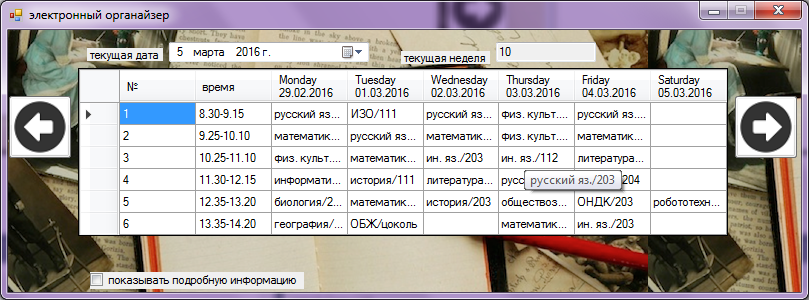 электронный органайзер
текущая дата 5 марта 2016 г. текущая неделя 10
№ время Monday 29.02.2016 Tuesday 01.03.2016 Wednesday 02.03.2016 Thursday 03.03.2016 Friday 04.03.2016 Saturday 05.03.2016
1 8.30-9.15 русский яз.... ИЗО/111 русский яз.... физ. культ.... русский яз....
2 9.25-10.10 математик... русский яз.... математик... физ. культ.... математик...
3 10.25-11.10 физ. культ.... математик... ин. яз./203 ин. яз./112 литература...
4 11.30-12.15 информати... история/111 литература... русс русский яз./203 204
5 12.35-13.20 биология/2... математик... история/203 обществоз... ОНДК/203 робототехн...
6 13.35-14.20 география/... ОБЖ/цоколь математик... ин. яз./203
показывать подробную информацию